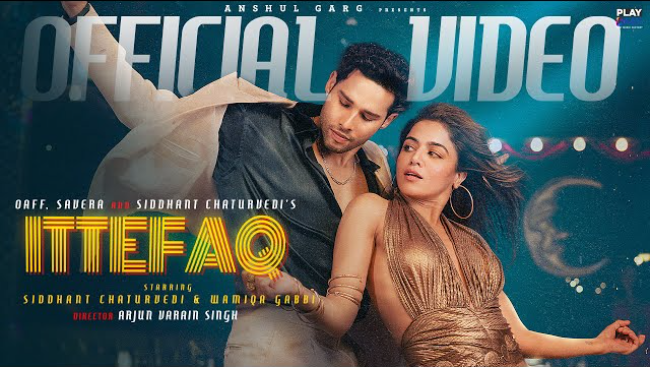 ANSHUL GARG PRESENTS
PLAY
OFFICIAL VIDEO
OAFF, SAVERA AND SIDDHANT CHATURVEDI'S
ITTEFAQ
STARRING
SIDDHANT CHATURVEDI & WAMIQA GABBI
DIRECTOR ARJUN VARAIN SINGH